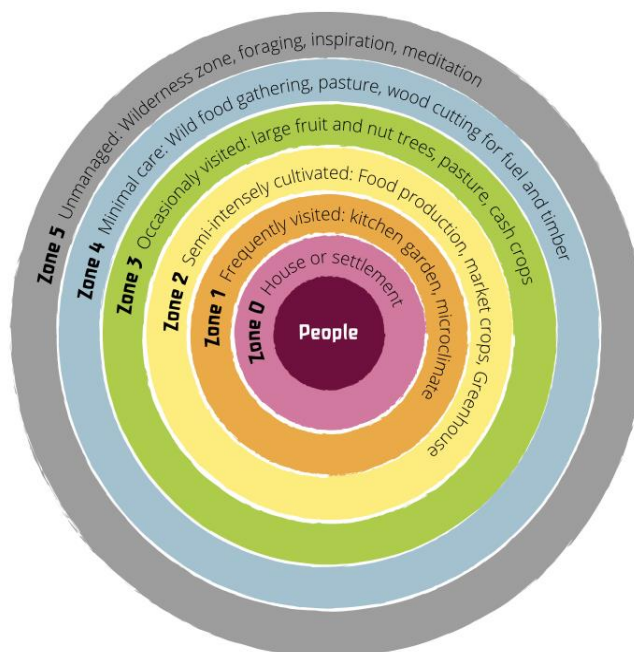 Zone 5 Unmanaged: Wilderness zone, foraging, inspiration, meditation
Zone 4 Minimal care: Wild food gathering, pasture, wood cutting for fuel and timber
Zone 3 Occasionaly visited: large fruit and nut trees, pasture, cash crops
Zone 2 Semi-intensely cultivated: Food production, market crops, Greenhouse
Zone 1 Frequently visited: kitchen garden, microclimate
Zone 0 House or settlement
People